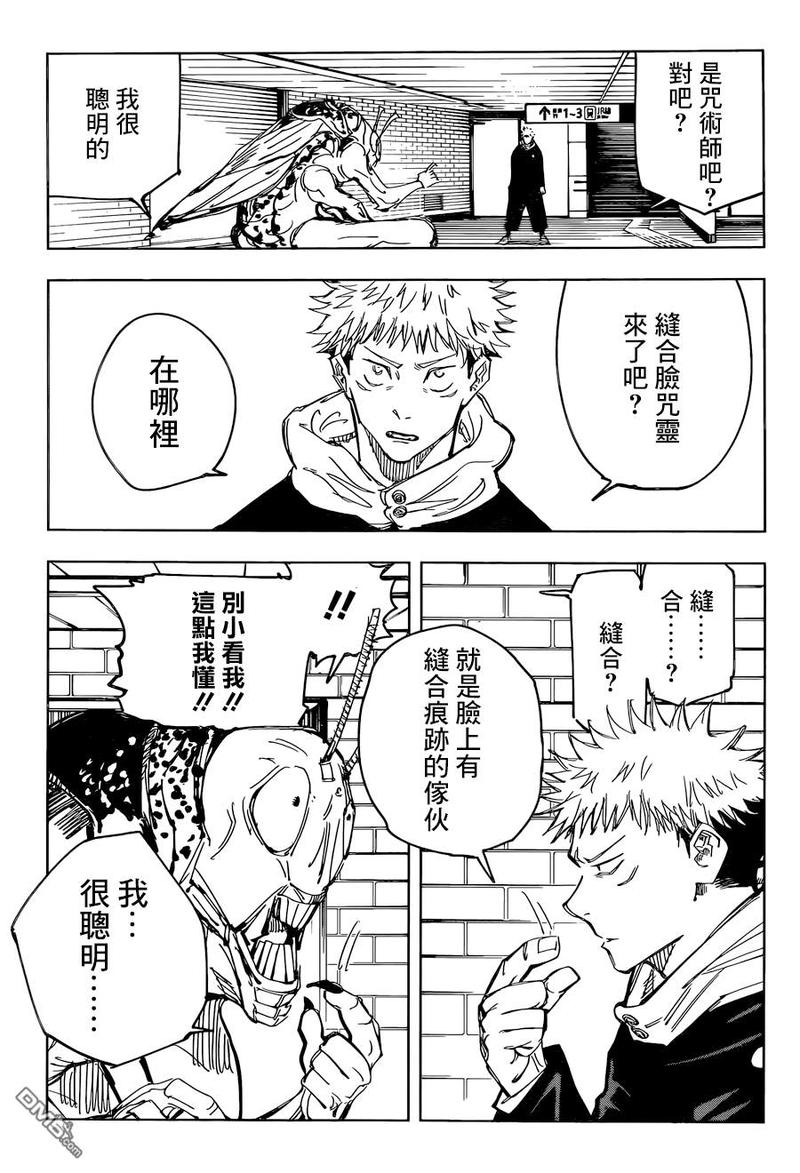 是咒術師吧?
對吧?
我很
聰明的
↑ 1~3
縫合臉咒靈
來了吧?
在哪裡
縫……
合……?
縫合?
就是臉上有
縫合痕跡的傢伙
!!
別小看我!!
這點我懂!!
我…
很聰明……
DM5.com